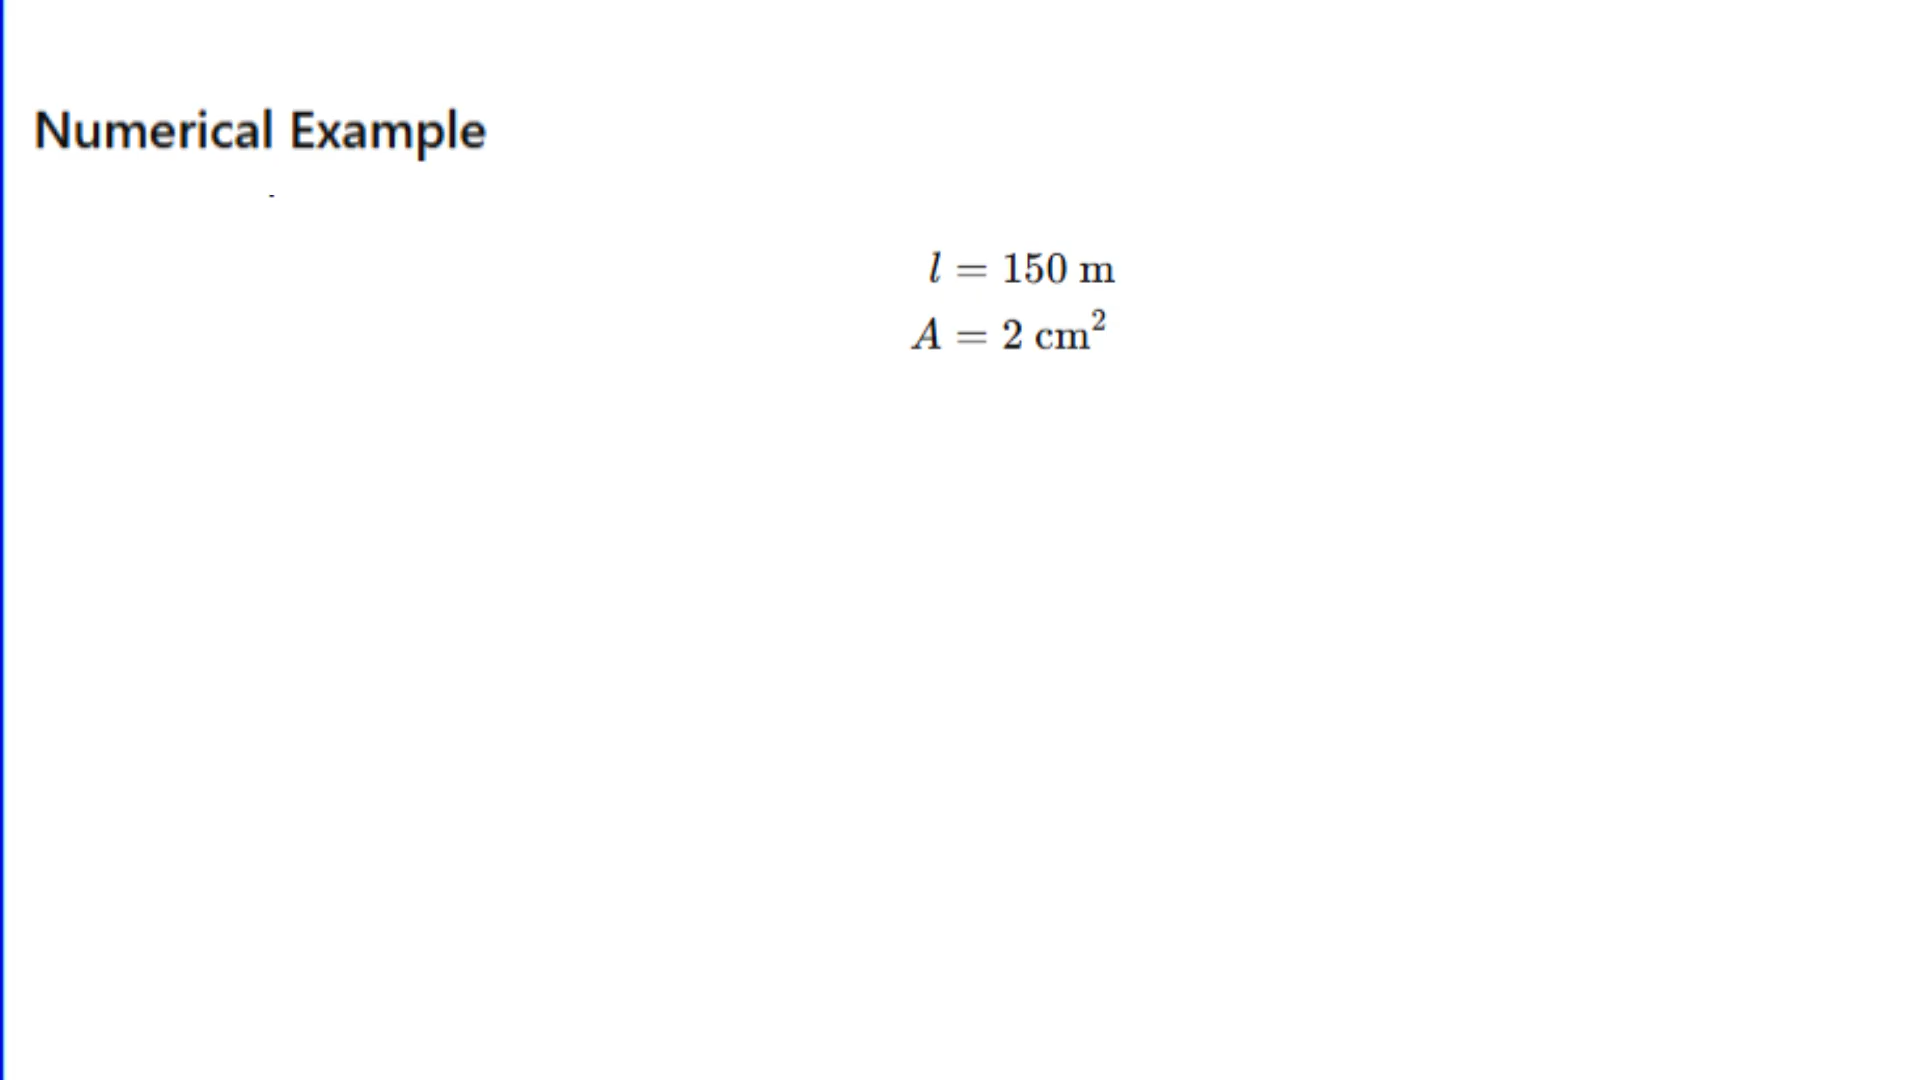 Numerical Example
l = 150 m
A = 2 cm²